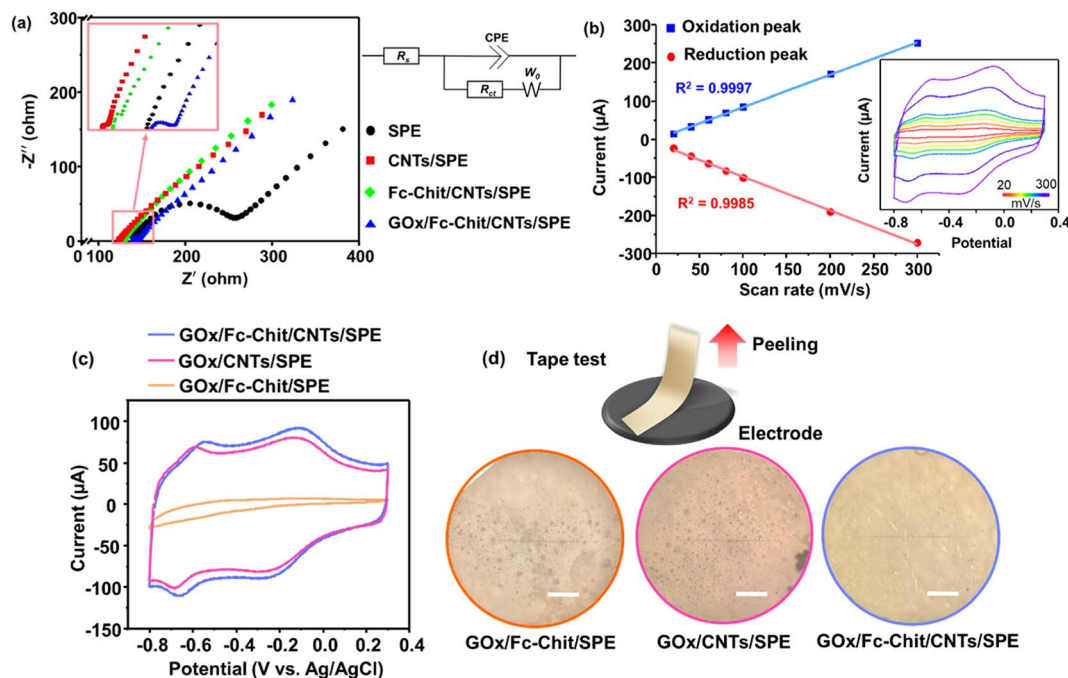 (a)
300
200
100
0
0 100
200
300
400
-Z'' (ohm)
Z' (ohm)
Rs
CPE
Rct
W0
SPE
CNTs/SPE
Fc-Chit/CNTs/SPE
GOx/Fc-Chit/CNTs/SPE
(b)
Oxidation peak
Reduction peak
R² = 0.9997
R² = 0.9985
300
200
100
0
-100
-200
-300
Current (µA)
0 50 100 150 200 250 300
Scan rate (mV/s)
20 300
mV/s
-0.8 -0.4 0.0
Potential
(c)
GOx/Fc-Chit/CNTs/SPE
GOx/CNTs/SPE
GOx/Fc-Chit/SPE
100
50
0
-50
-100
-150
Current (µA)
-0.8 -0.6 -0.4 -0.2 0.0 0.2
Potential (V vs. Ag/AgCl)
(d)
Tape test
Peeling
Electrode
GOx/Fc-Chit/SPE GOx/CNTs/SPE GOx/Fc-Chit/CNTs/SPE